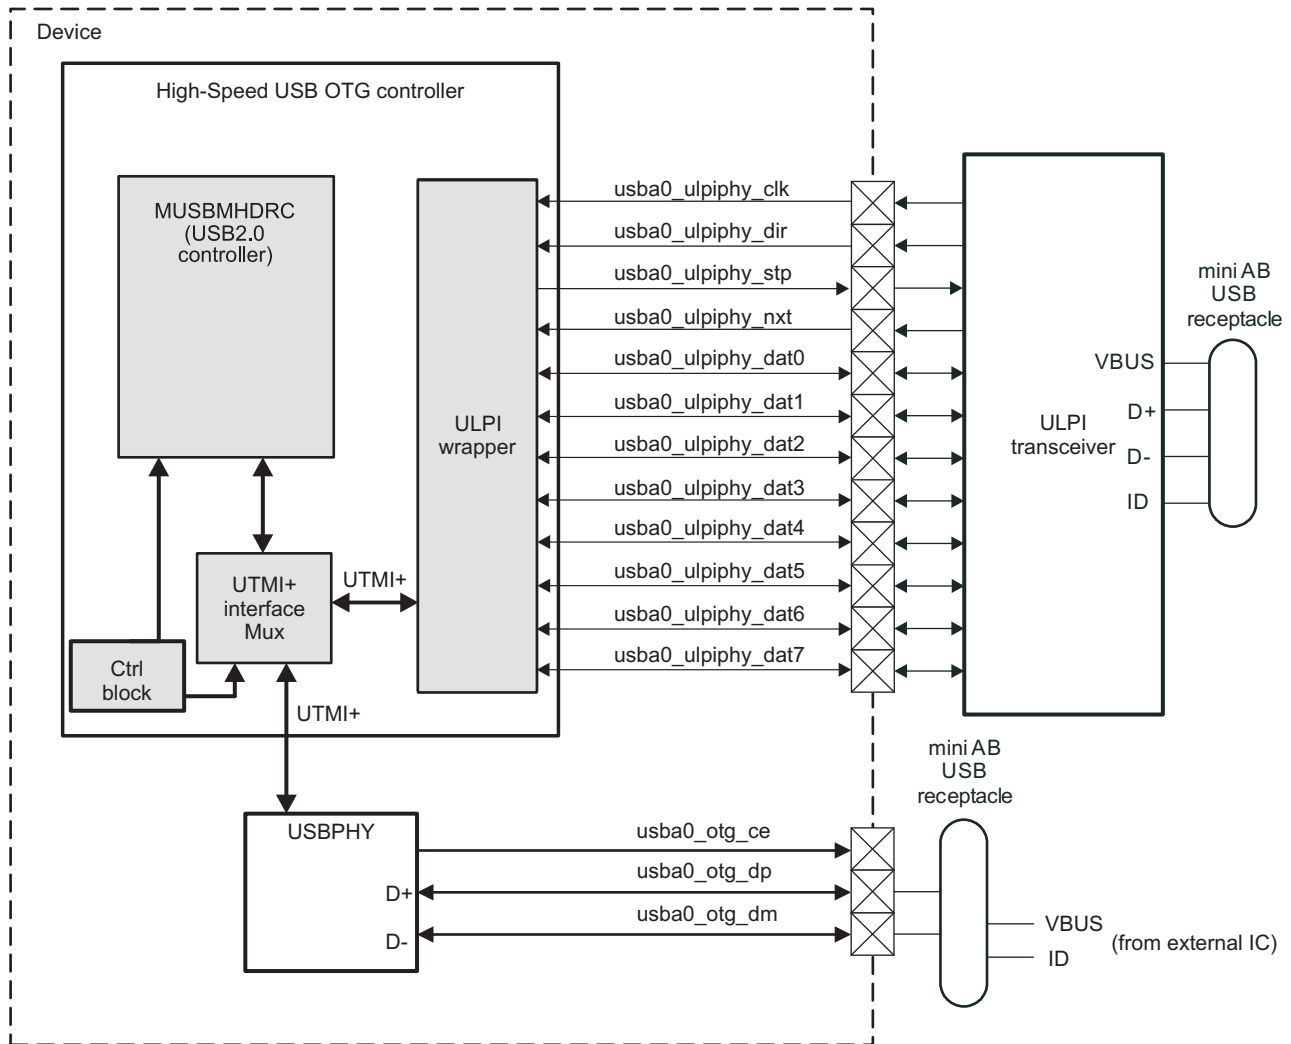 Device
High-Speed USB OTG controller
MUSBMHDRC
(USB2.0
controller)
UTMI+
interface
Mux
Ctrl
block
UTMI+
UTMI+
ULPI
wrapper
usba0_ulpiphy_clk
usba0_ulpiphy_dir
usba0_ulpiphy_stp
usba0_ulpiphy_nxt
usba0_ulpiphy_dat0
usba0_ulpiphy_dat1
usba0_ulpiphy_dat2
usba0_ulpiphy_dat3
usba0_ulpiphy_dat4
usba0_ulpiphy_dat5
usba0_ulpiphy_dat6
usba0_ulpiphy_dat7
ULPI
transceiver
VBUS
D+
D-
ID
mini AB
USB
receptacle
USBPHY
D+
D-
usba0_otg_ce
usba0_otg_dp
usba0_otg_dm
mini AB
USB
receptacle
VBUS
ID
(from external IC)